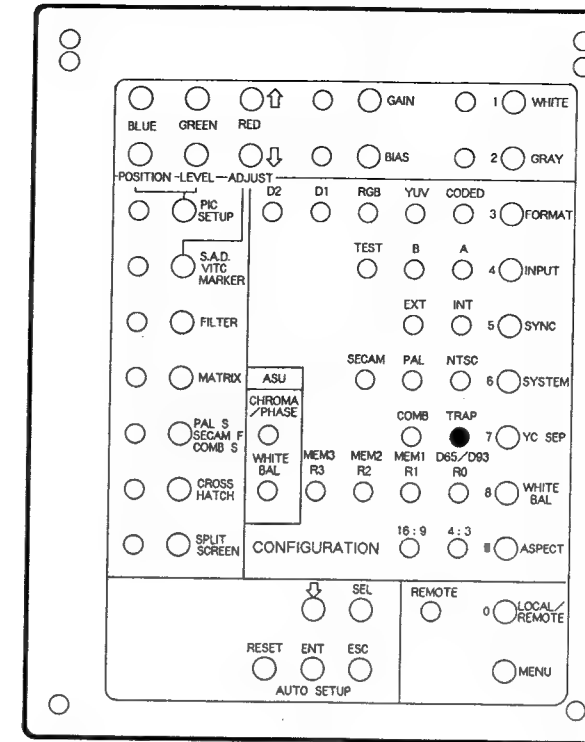 GAIN
1 WHITE
BLUE GREEN RED
BIAS
2 GRAY
POSITION LEVEL ADJUST
D2 D1 RGB YUV CODED
PIC
SETUP
3 FORMAT
TEST B A
S.A.D.
VITC
MARKER
4 INPUT
EXT INT
FILTER
5 SYNC
SECAM PAL NTSC
MATRIX
ASU
6 SYSTEM
CHROMA
/PHASE
COMB TRAP
PAL S
SECAM F
COMB S
7 YC SEP
WHITE
BAL
MEM3 MEM2 MEM1 D65/D93
R3 R2 R1 R0
CROSS
HATCH
8 WHITE
BAL
16:9 4:3
SPLIT
SCREEN
CONFIGURATION
ASPECT
SEL
REMOTE
0 LOCAL/
REMOTE
RESET ENT ESC
MENU
AUTO SETUP